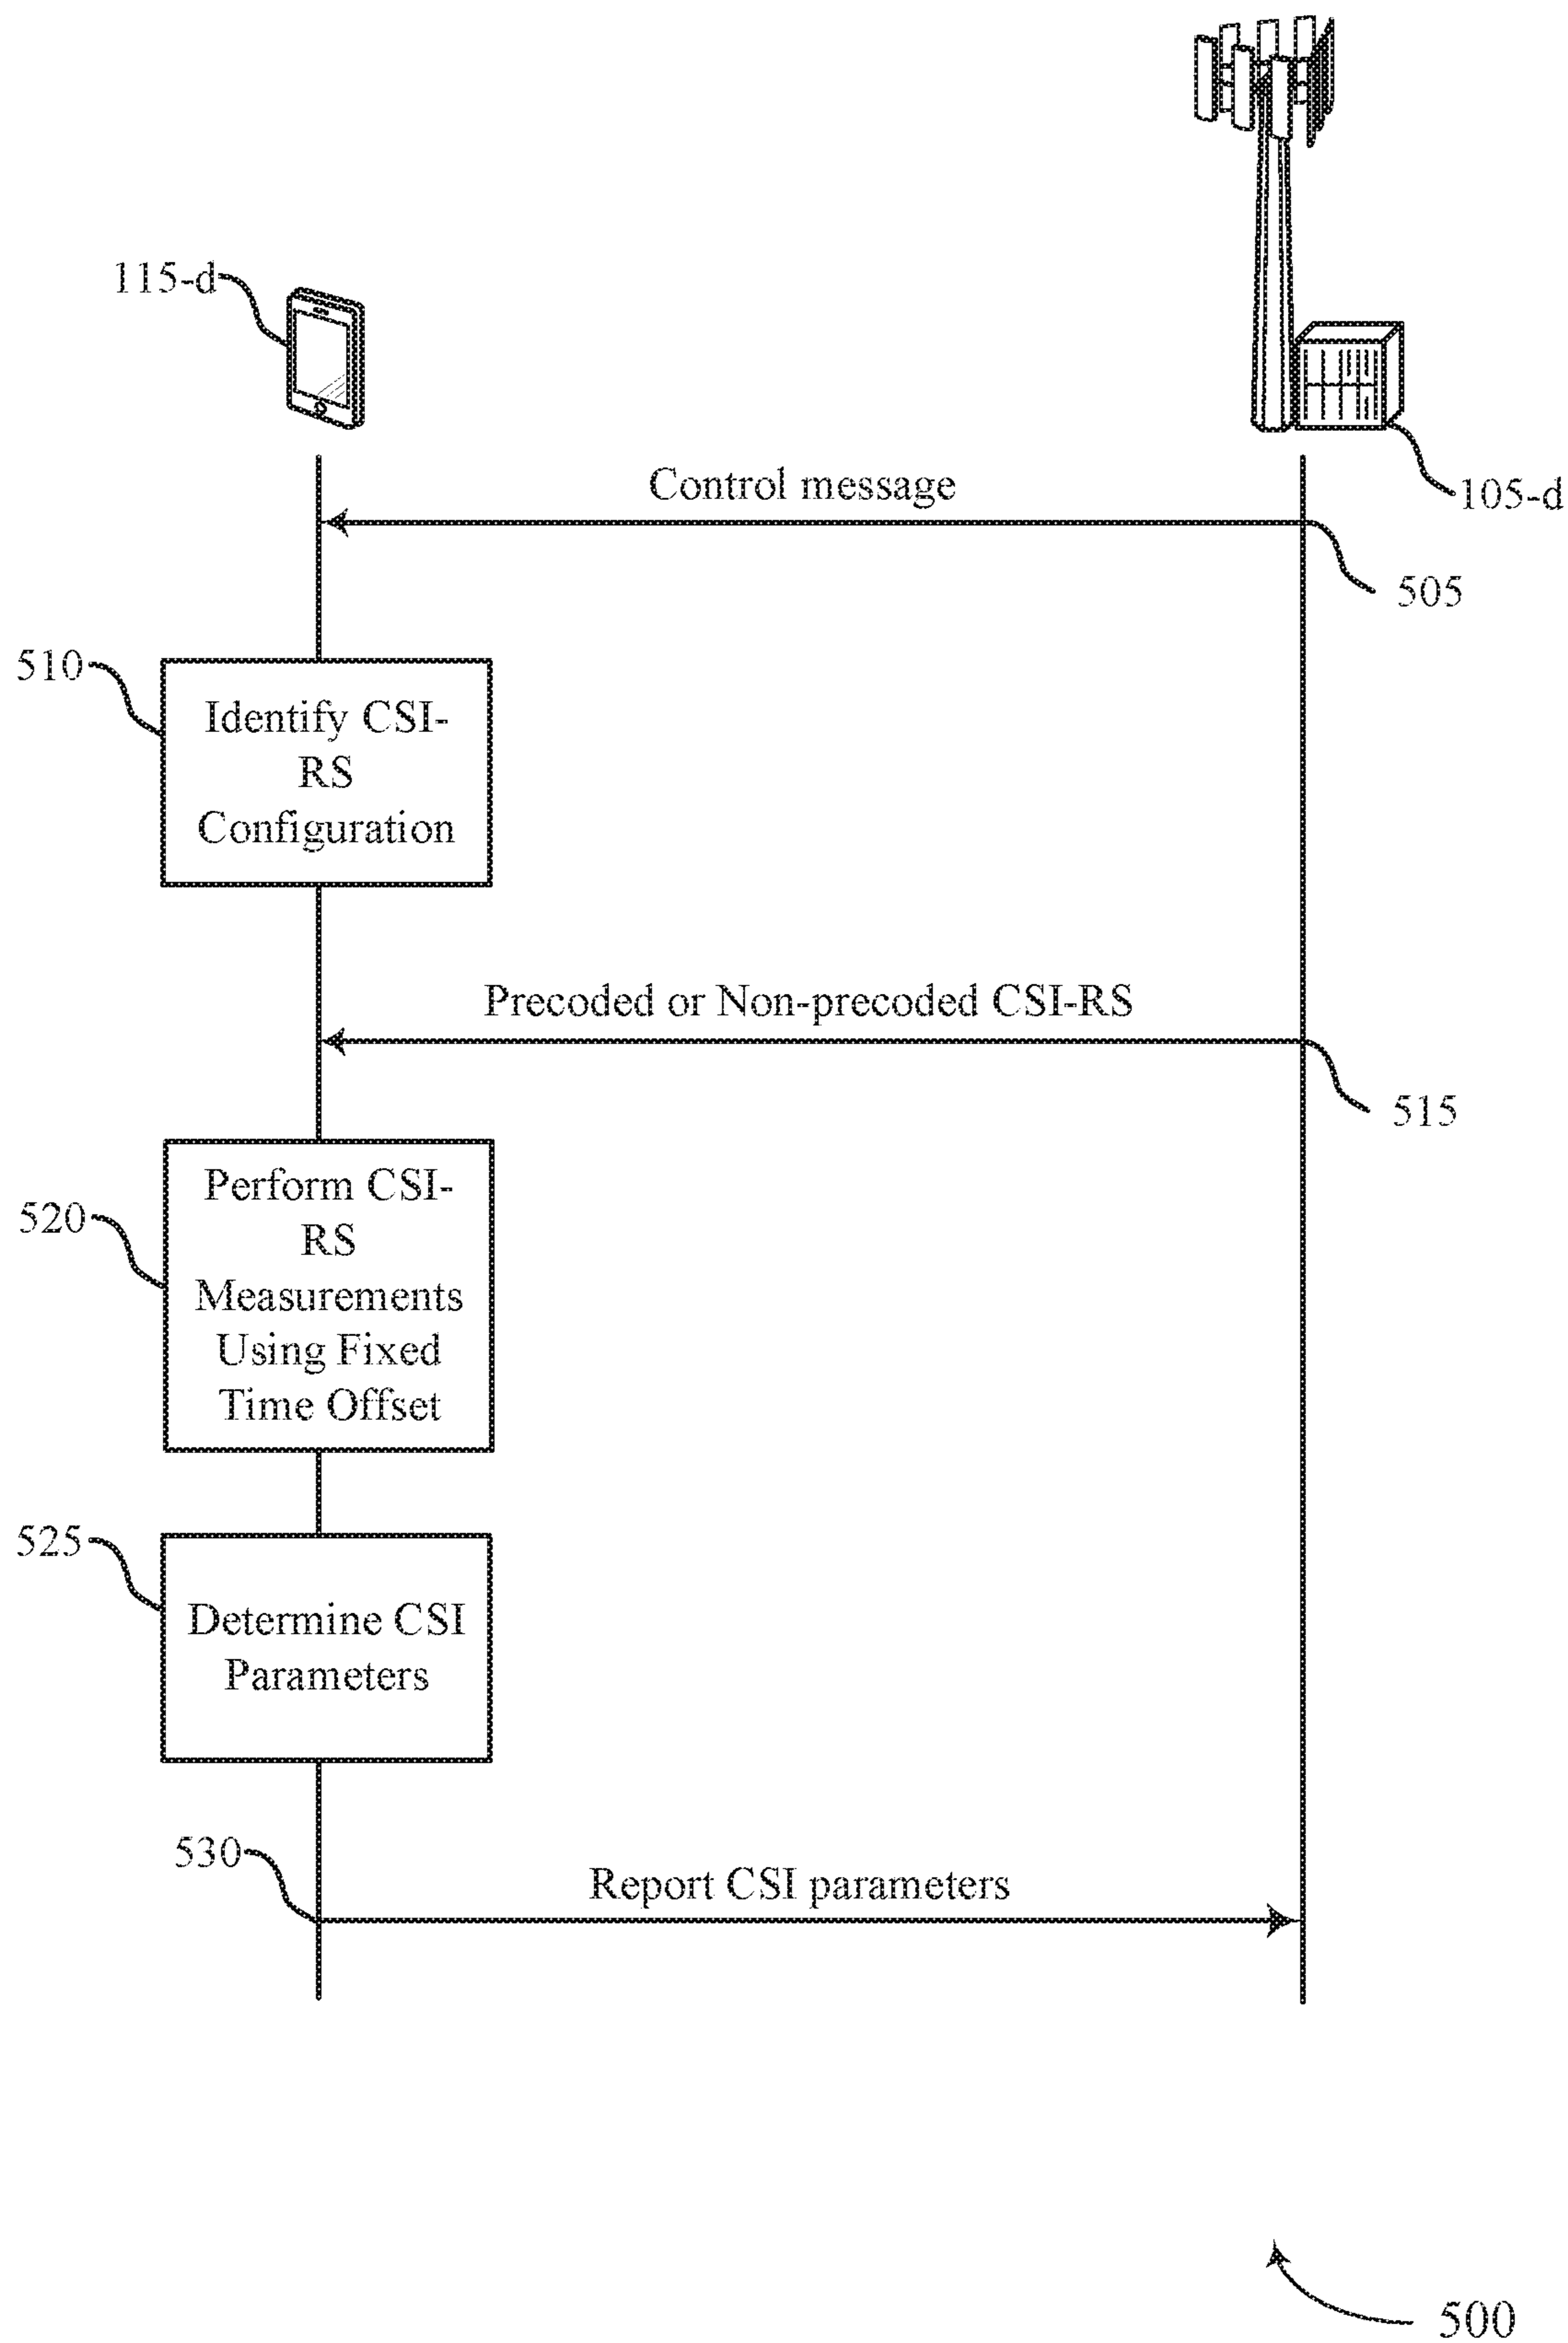 115-d
105-d
Control message
505
510
Identify CSI-
RS
Configuration
Precoded or Non-precoded CSI-RS
515
520
Perform CSI-
RS
Measurements
Using Fixed
Time Offset
525
Determine CSI
Parameters
530
Report CSI parameters
500